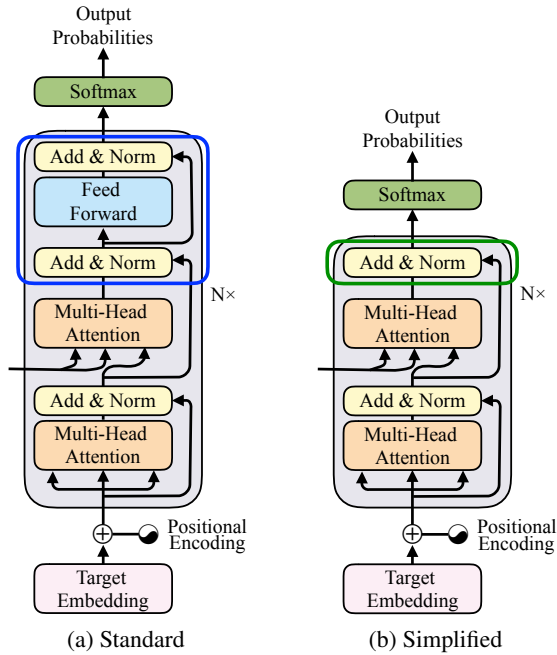 Output
Probabilities
Softmax
Add & Norm
Feed
Forward
Add & Norm
Multi-Head
Attention
N×
Add & Norm
Multi-Head
Attention
Positional
Encoding
Target
Embedding
(a) Standard
Output
Probabilities
Softmax
Add & Norm
N×
Multi-Head
Attention
Add & Norm
Multi-Head
Attention
Positional
Encoding
Target
Embedding
(b) Simplified